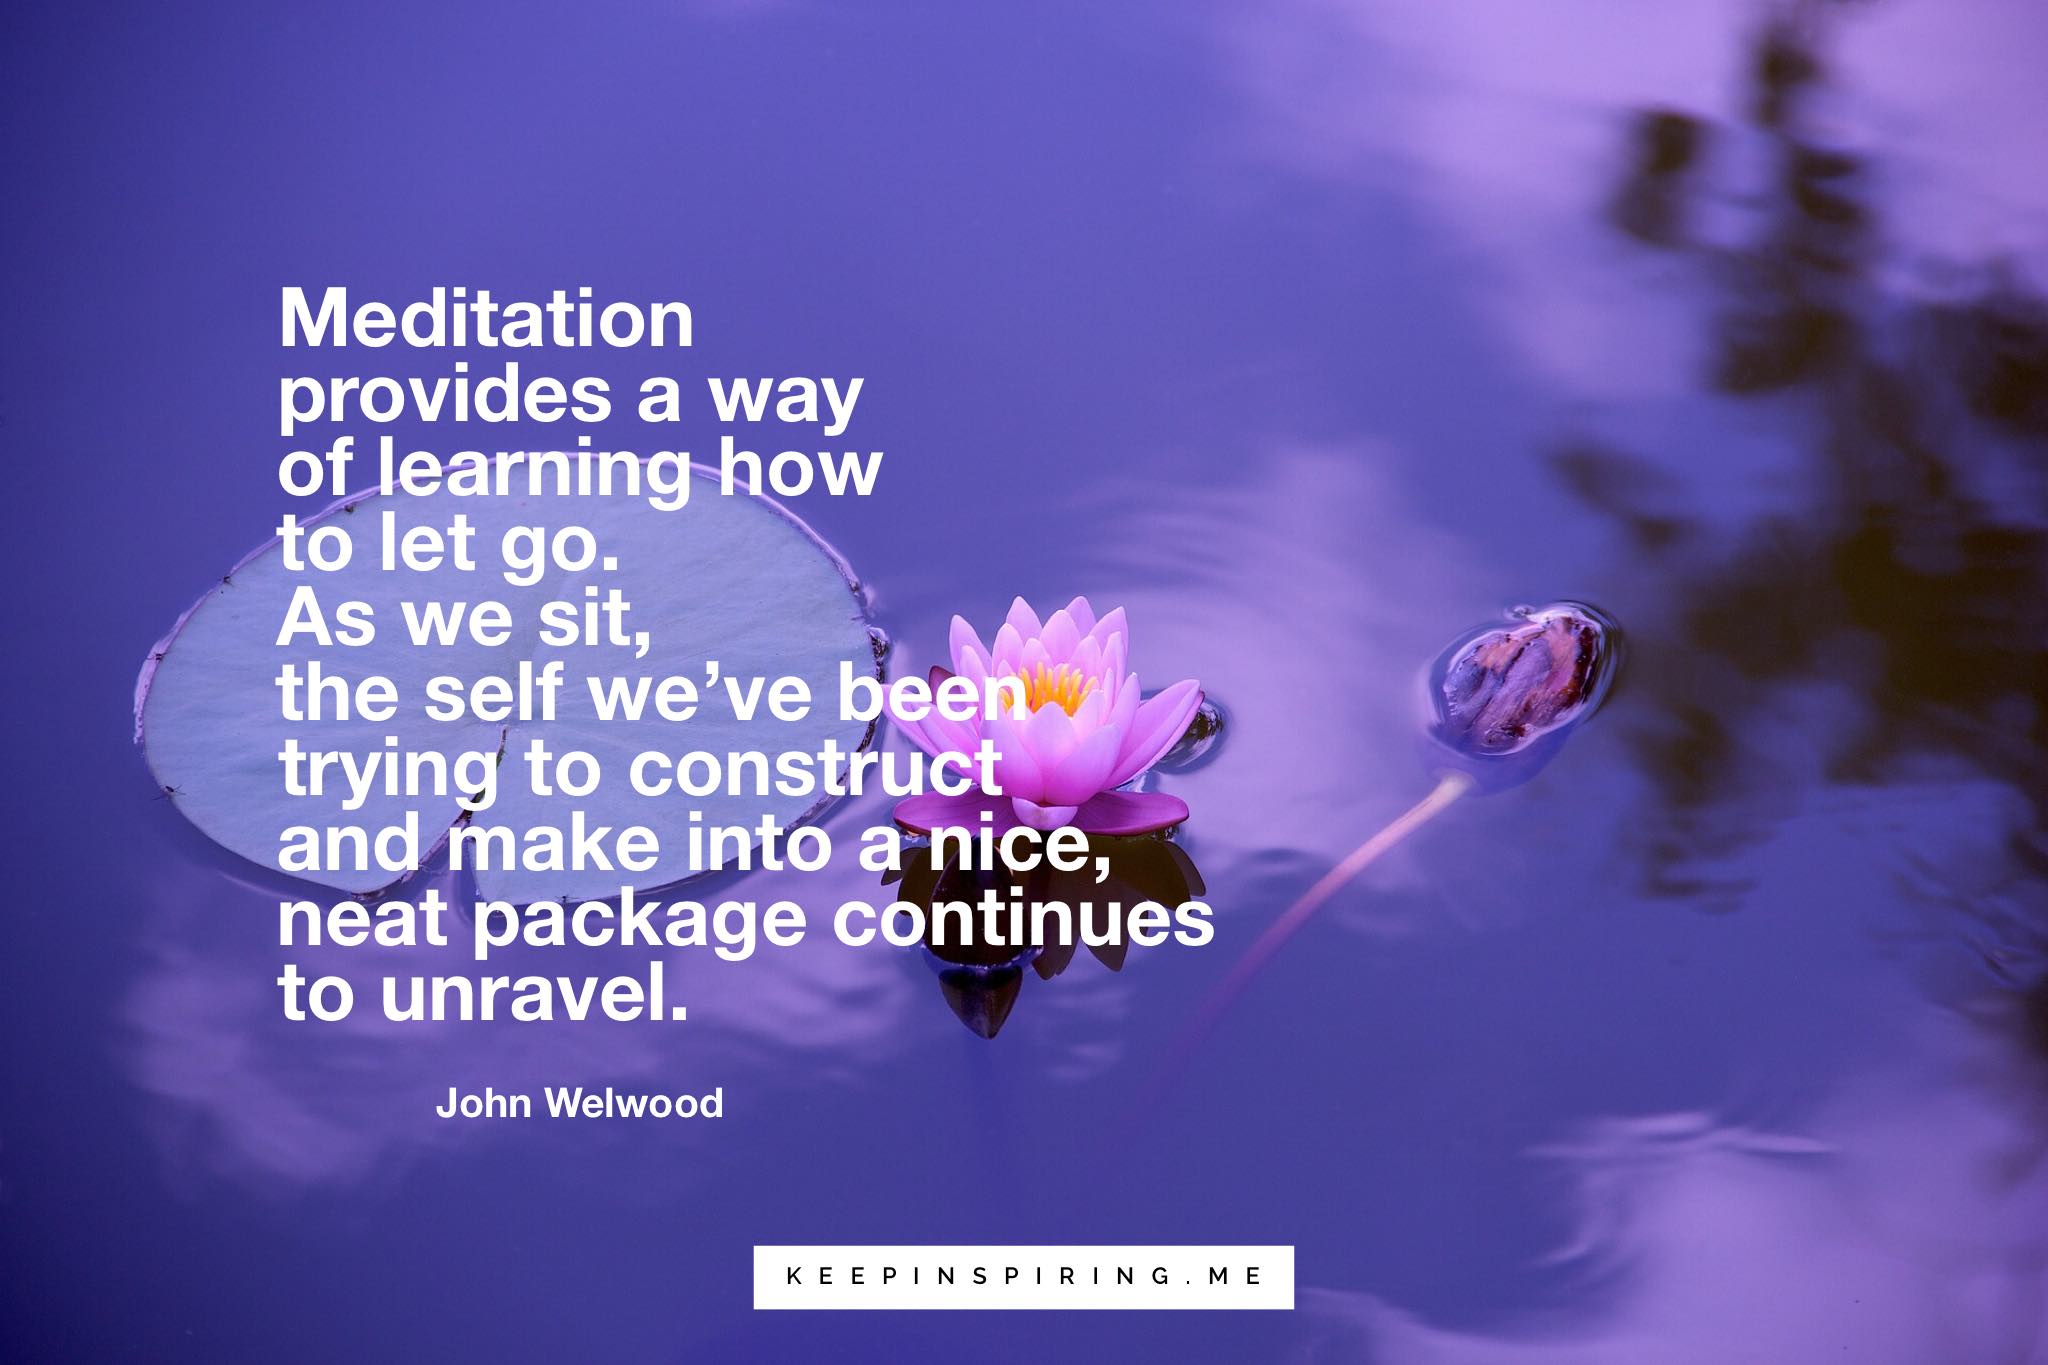 Meditation
provides a way
of learning how
to let go.
As we sit,
the self we’ve been
trying to construct
and make into a nice,
neat package continues
to unravel.
John Welwood
KEEPINSPIRING.ME